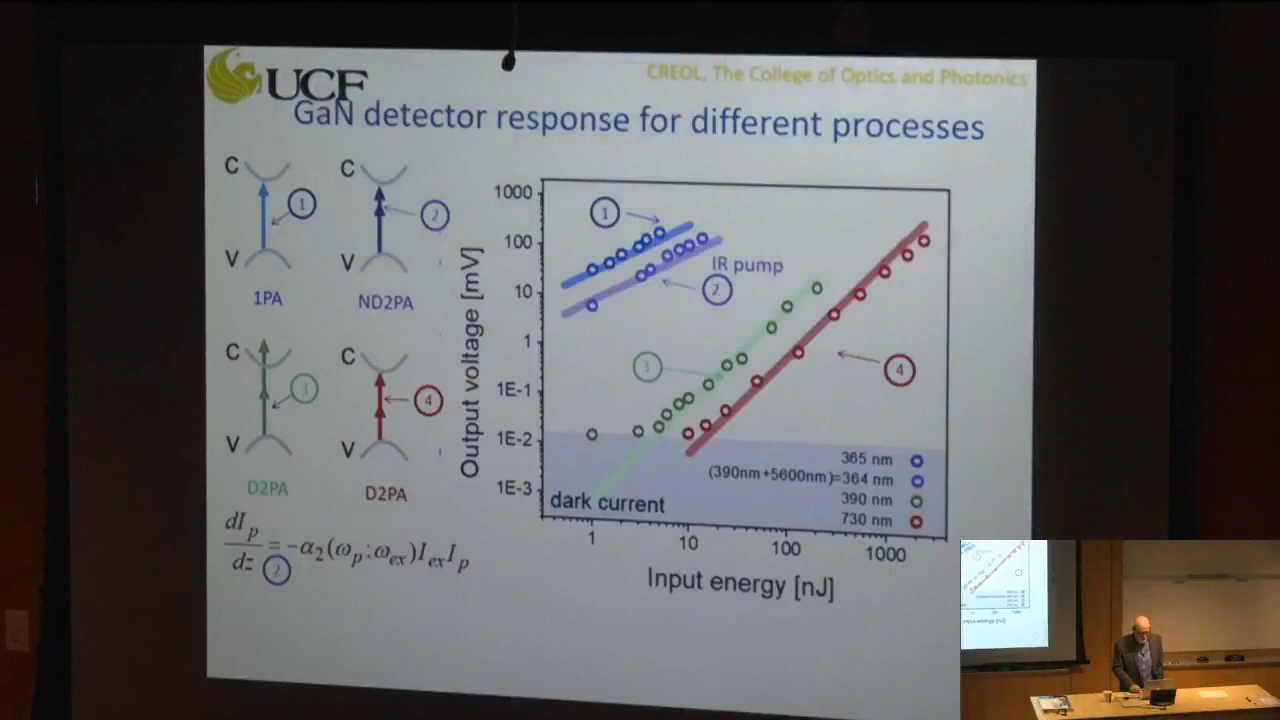 UCF
CREOL, The College of Optics and Photonics
GaN detector response for different processes
C
V
1
1PA
C
V
2
ND2PA
C
V
3
D2PA
C
V
4
D2PA
dI_p/dz = -α₂(ω_p:ω_ex)I_ex I_p
2
Output voltage [mV]
1000
100
10
1
1E-1
1E-2
1E-3
1
IR pump
2
3
4
365 nm
(390nm+5600nm)=364 nm
390 nm
730 nm
dark current
1
10
100
1000
Input energy [nJ]